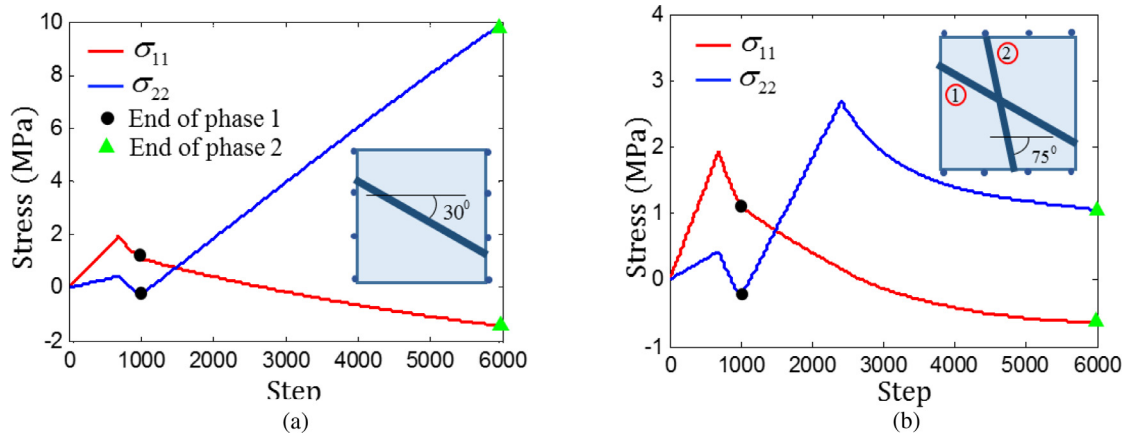 10
8
6
4
2
0
-2
Stress (MPa)
σ11
σ22
End of phase 1
End of phase 2
30⁰
0 1000 2000 3000 4000 5000 6000
Step
(a)
4
3
2
1
0
-1
Stress (MPa)
σ11
σ22
2
1
75⁰
0 1000 2000 3000 4000 5000 6000
Step
(b)